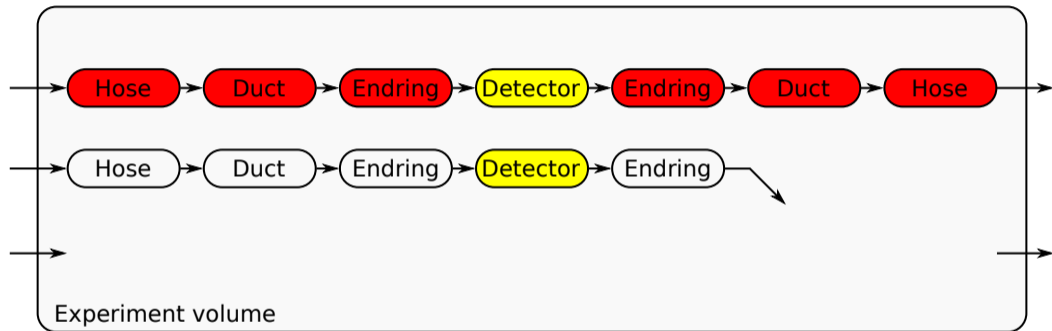 Hose Duct Endring Detector Endring Duct Hose
Hose Duct Endring Detector Endring
Experiment volume